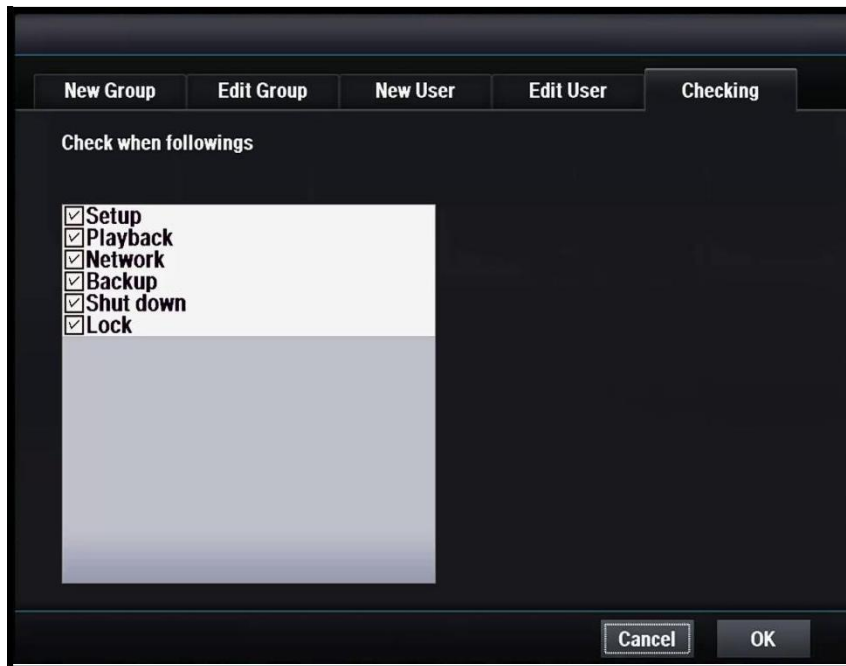 New Group Edit Group New User Edit User Checking
Check when followings
Setup
Playback
Network
Backup
Shut down
Lock
Cancel OK